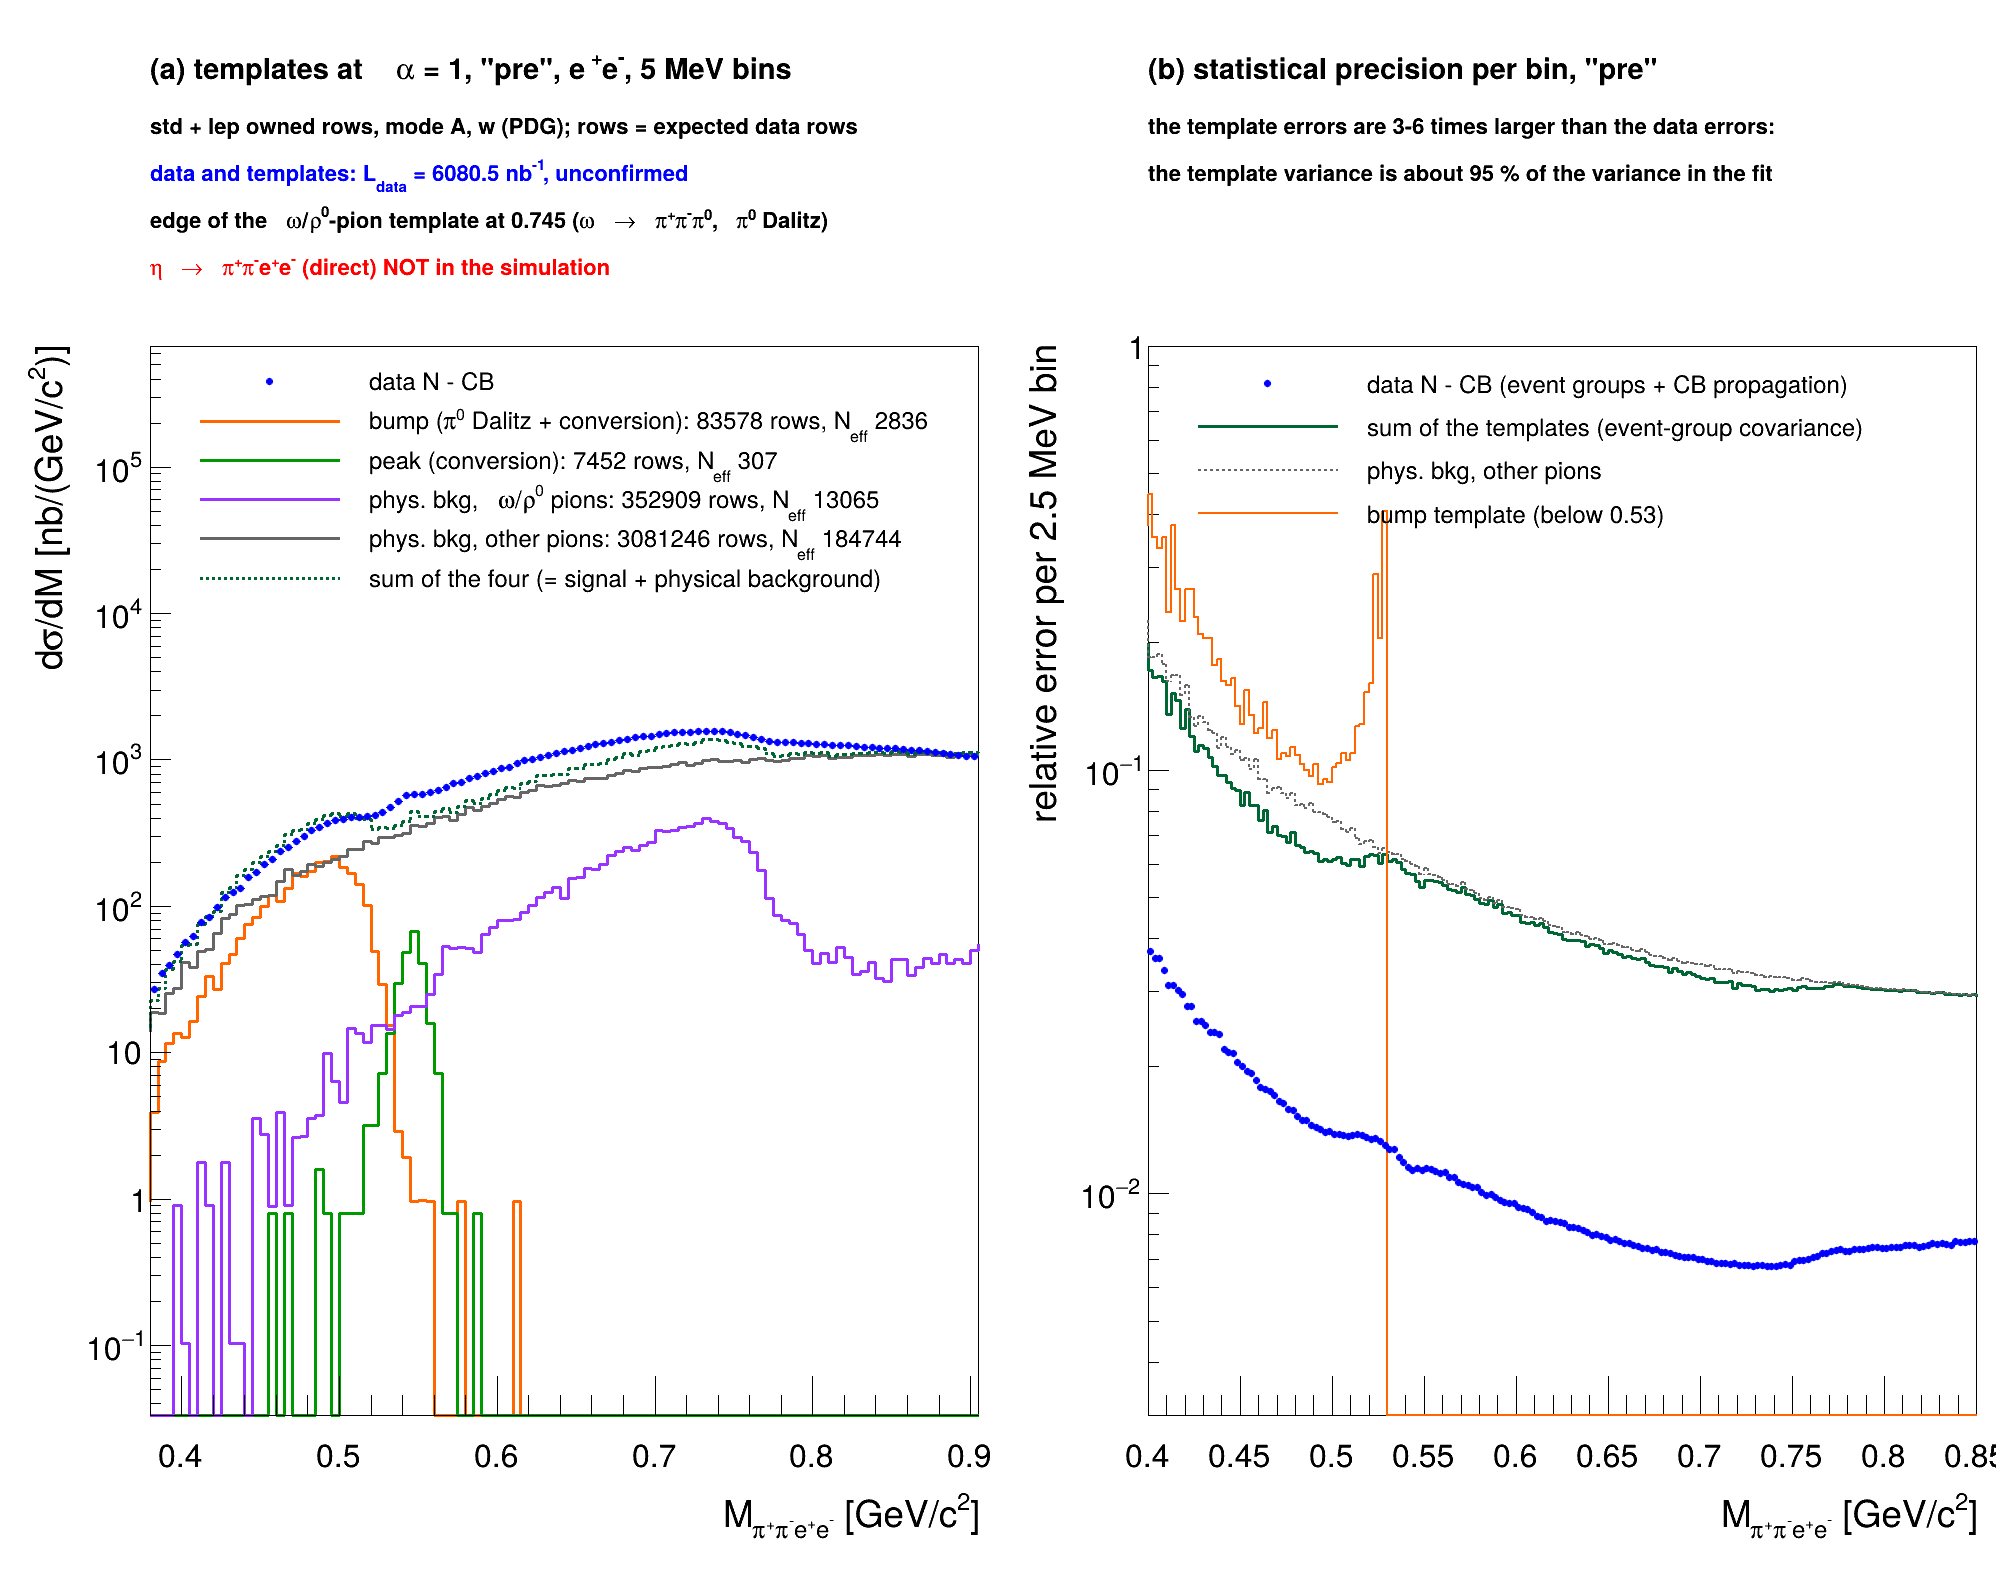 (a) templates at α = 1, "pre", e⁺e⁻, 5 MeV bins
std + lep owned rows, mode A, w (PDG); rows = expected data rows
data and templates: L_data = 6080.5 nb⁻¹, unconfirmed
edge of the ω/ρ⁰-pion template at 0.745 (ω → π⁺π⁻π⁰, π⁰ Dalitz)
η → π⁺π⁻e⁺e⁻ (direct) NOT in the simulation
dσ/dM [nb/(GeV/c²)]
data N - CB
bump (π⁰ Dalitz + conversion): 83578 rows, N_eff 2836
peak (conversion): 7452 rows, N_eff 307
phys. bkg, ω/ρ⁰ pions: 352909 rows, N_eff 13065
phys. bkg, other pions: 3081246 rows, N_eff 184744
sum of the four (= signal + physical background)
10⁵
10⁴
10³
10²
10
1
10⁻¹
0.4 0.5 0.6 0.7 0.8 0.9
M_π⁺π⁻e⁺e⁻ [GeV/c²]
(b) statistical precision per bin, "pre"
the template errors are 3-6 times larger than the data errors:
the template variance is about 95 % of the variance in the fit
relative error per 2.5 MeV bin
data N - CB (event groups + CB propagation)
sum of the templates (event-group covariance)
phys. bkg, other pions
bump template (below 0.53)
1
10⁻¹
10⁻²
0.4 0.45 0.5 0.55 0.6 0.65 0.7 0.75 0.8 0.85
M_π⁺π⁻e⁺e⁻ [GeV/c²]